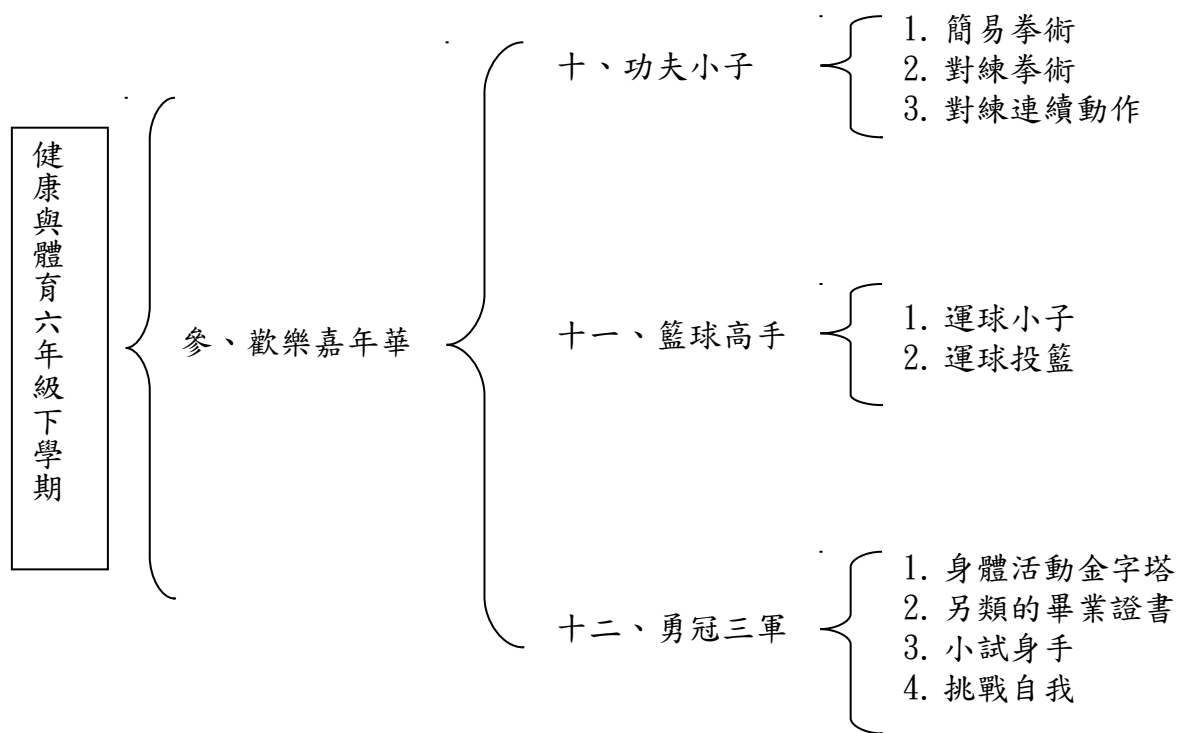 健康與體育六年級下學期
參、歡樂嘉年華
十、功夫小子
1. 簡易拳術
2. 對練拳術
3. 對練連續動作
十一、籃球高手
1. 運球小子
2. 運球投籃
十二、勇冠三軍
1. 身體活動金字塔
2. 另類的畢業證書
3. 小試身手
4. 挑戰自我